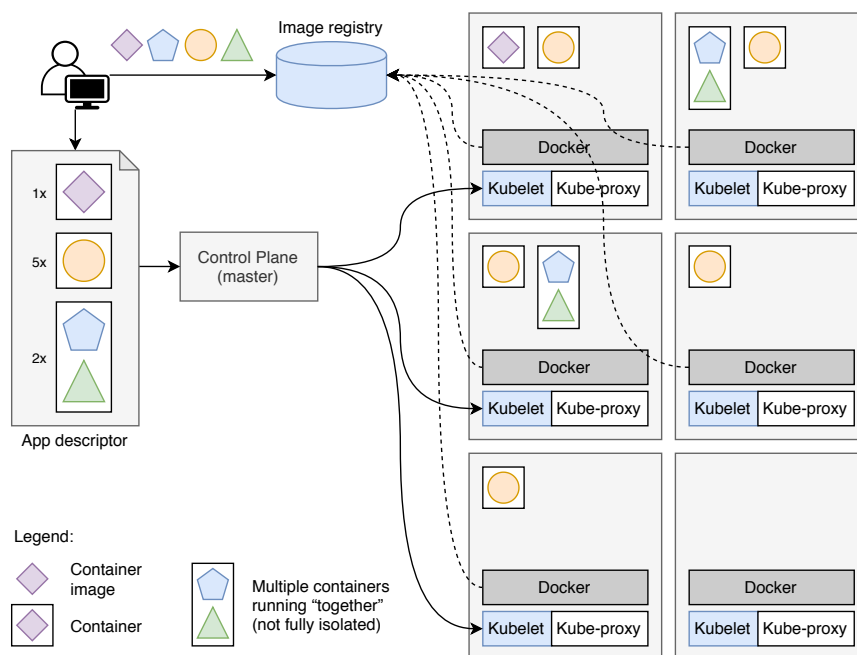 Image registry
1x
5x
2x
App descriptor
Control Plane
(master)
Docker
Kubelet
Kube-proxy
Docker
Kubelet
Kube-proxy
Docker
Kubelet
Kube-proxy
Docker
Kubelet
Kube-proxy
Docker
Kubelet
Kube-proxy
Docker
Kubelet
Kube-proxy
Legend:
Container
image
Container
Multiple containers
running “together”
(not fully isolated)